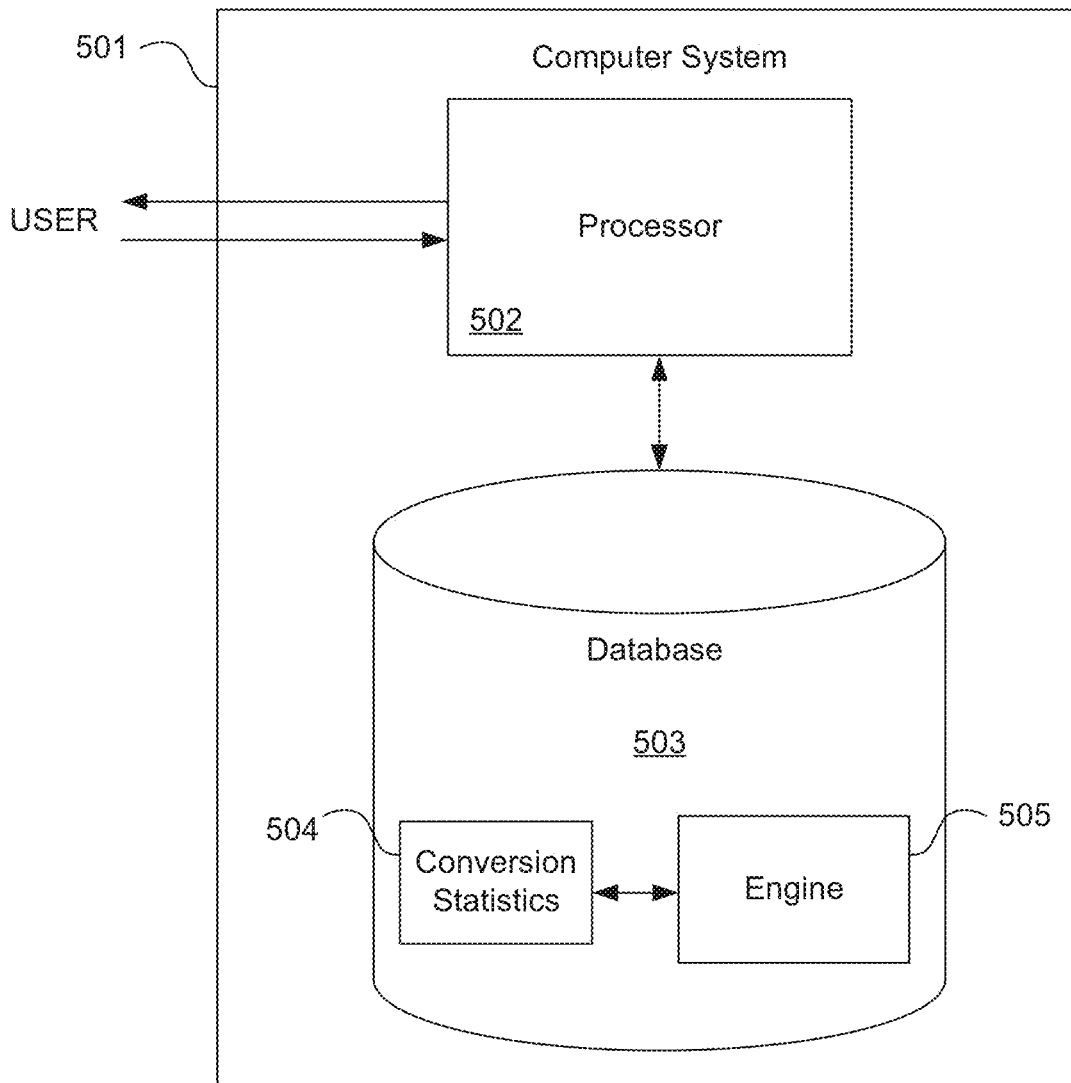 501
Computer System
USER
Processor
502
Database
503
504
505
Conversion
Statistics
Engine